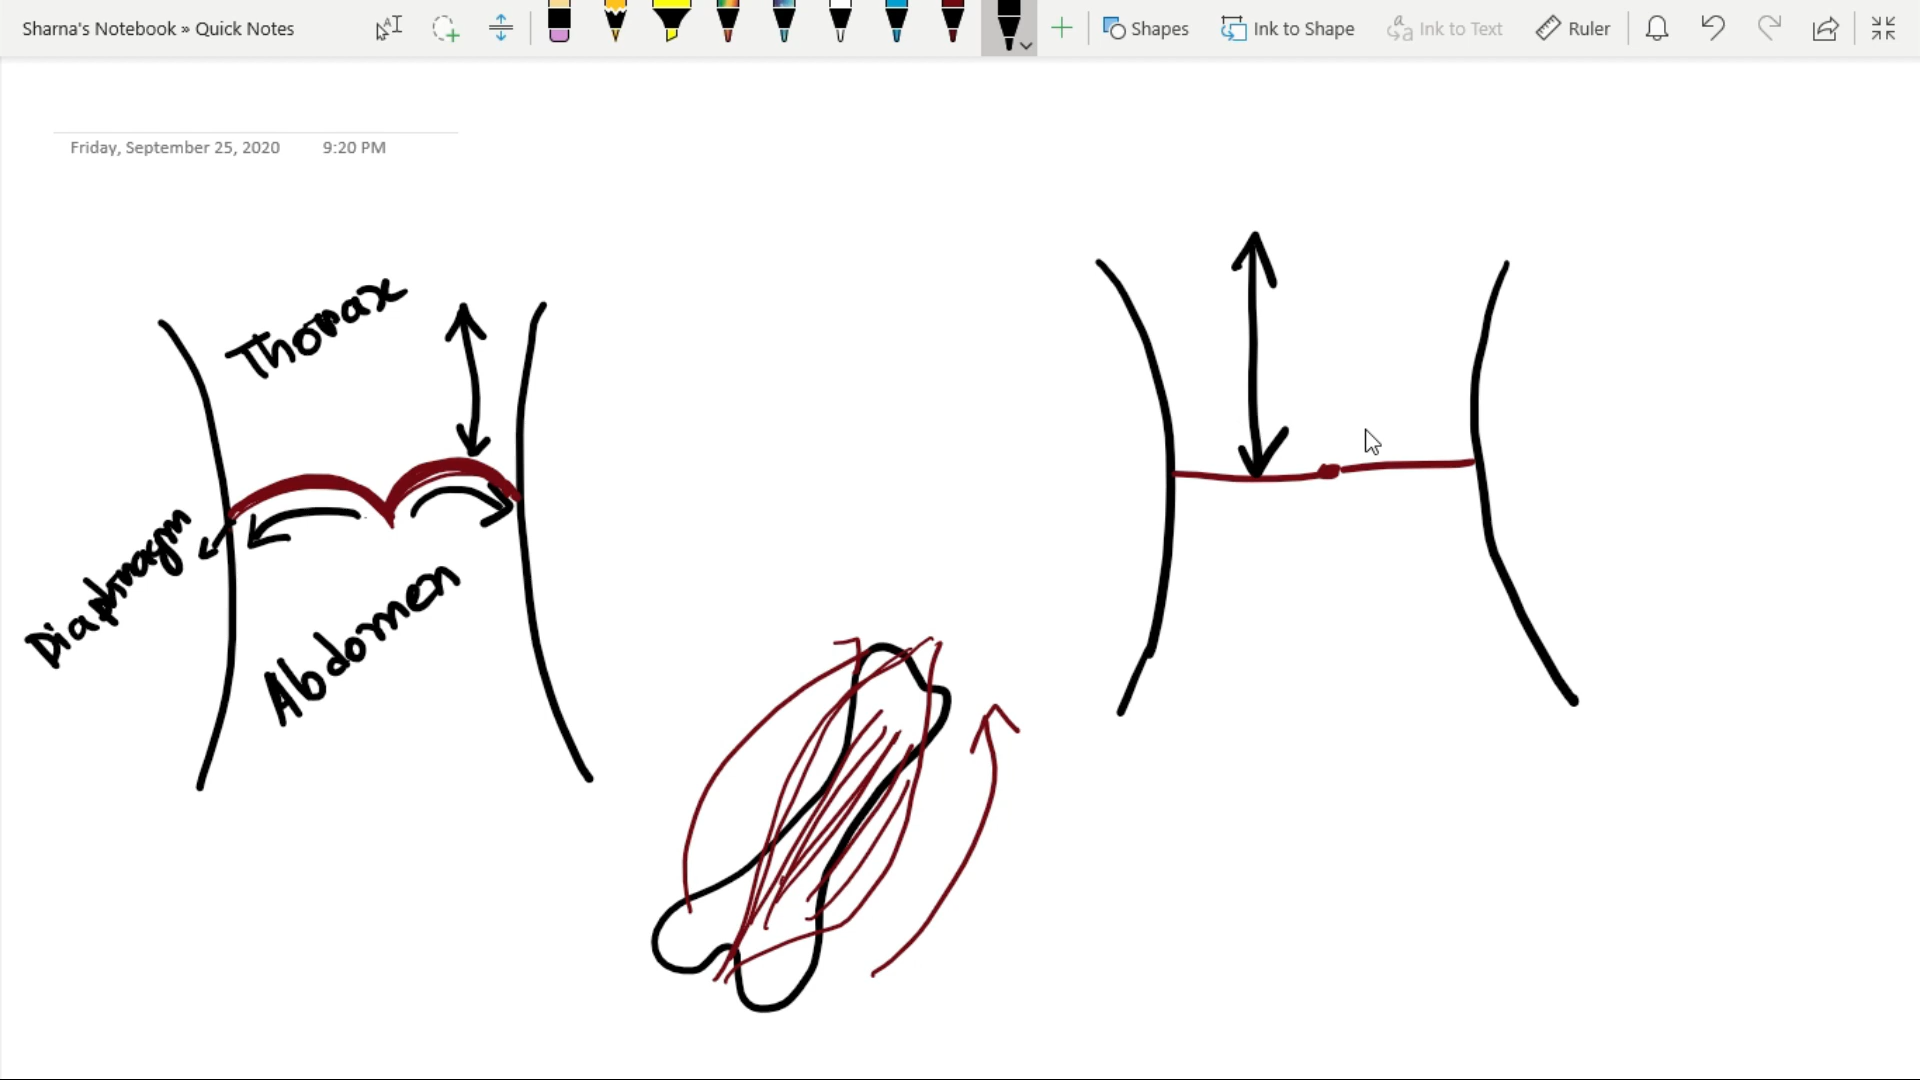 Sharna's Notebook » Quick Notes
Shapes
Ink to Shape
Ink to Text
Ruler
Friday, September 25, 2020 9:20 PM
Thorax
Diaphragm
Abdomen